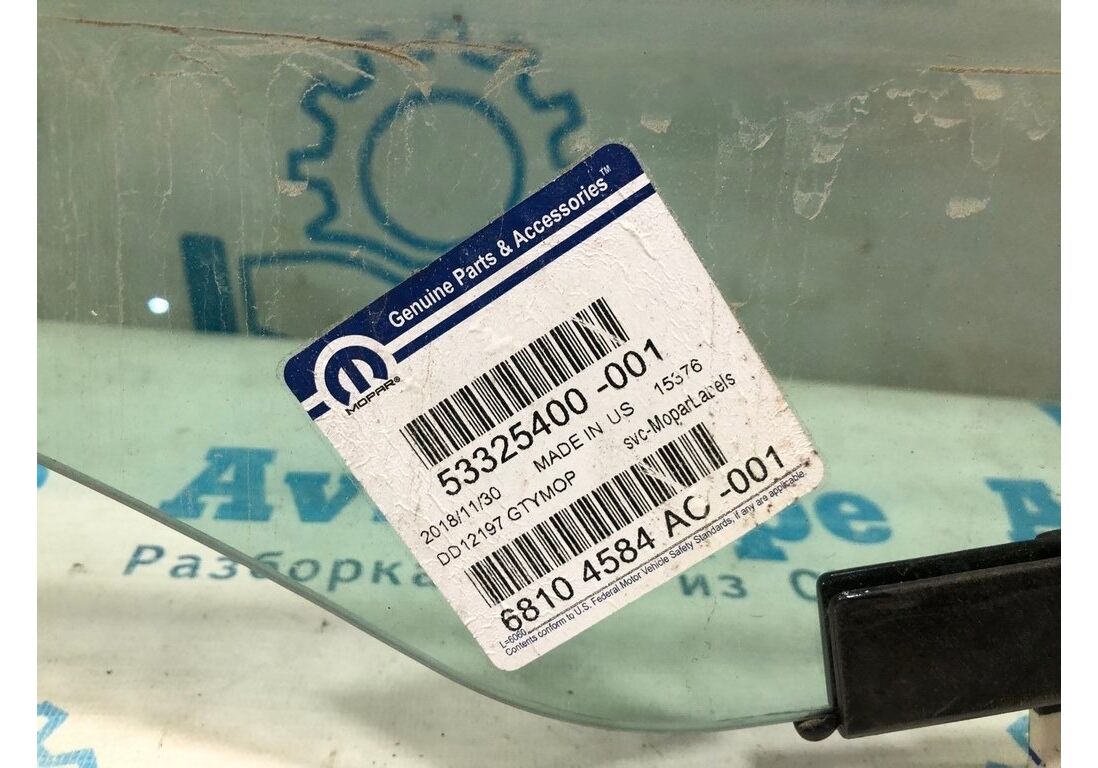 Genuine Parts & Accessories™
MOPAR®
53325400 -001
2018/11/30 MADE IN US 15376
DD12197 GTYMOP svc-MoparLabels
6810 4584 AC -001
L=6060
Contents conform to U.S. Federal Motor Vehicle Safety Standards, if any are applicable.
Разборка из